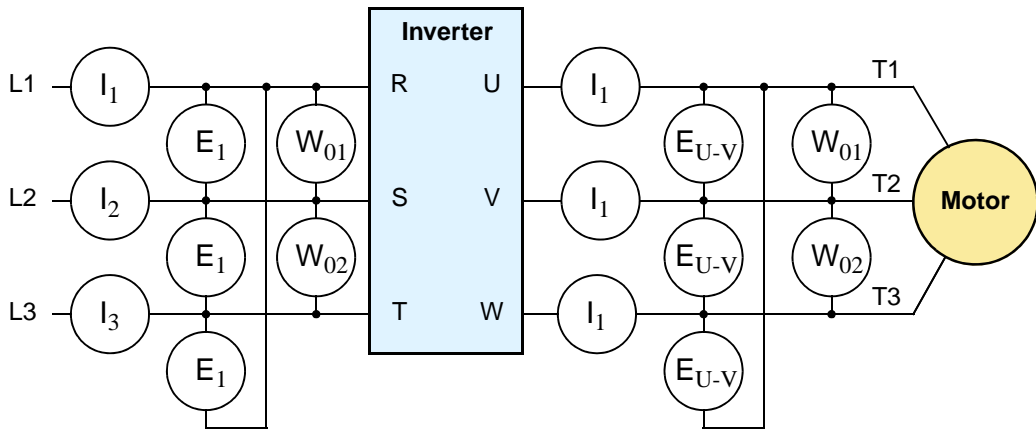 Inverter
L1 I1 R U I1 T1
E1 W01 EU-V W01
L2 I2 S V I1 T2 Motor
E1 W02 EU-V W02
L3 I3 T W I1 T3
E1 EU-V